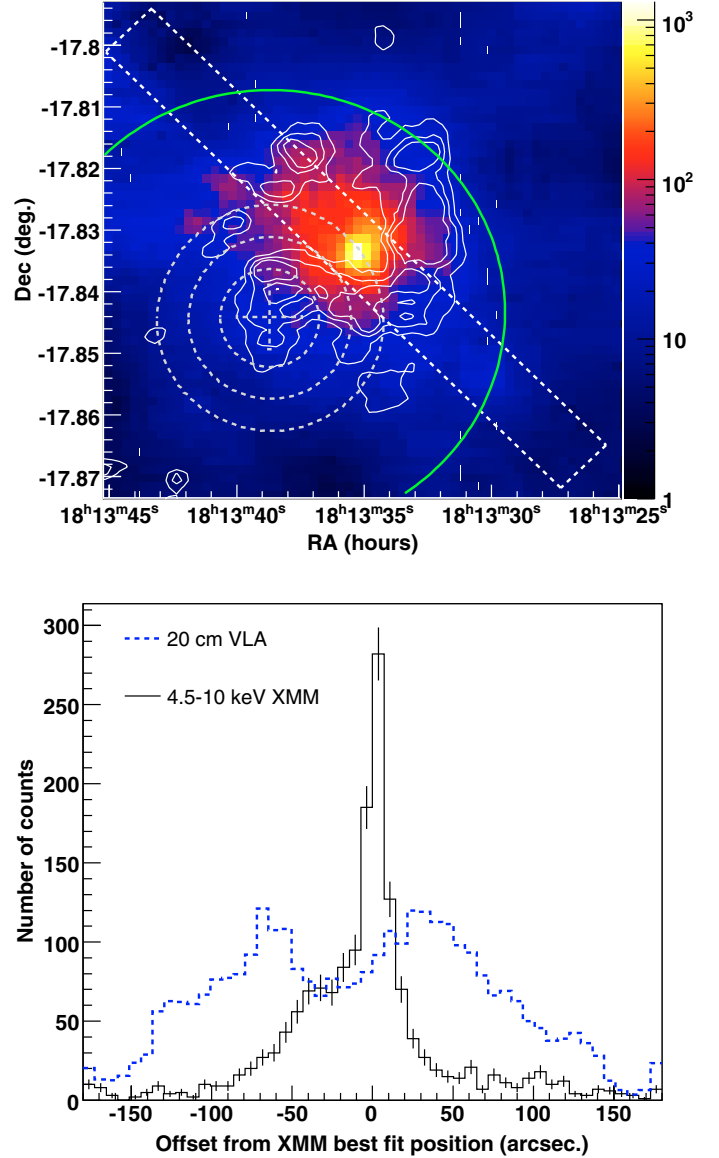 -17.8
-17.81
-17.82
-17.83
-17.84
-17.85
-17.86
-17.87
Dec (deg.)
18h13m45s 18h13m40s 18h13m35s 18h13m30s 18h13m25s
RA (hours)
10³
10²
10
1
300
250
200
150
100
50
0
Number of counts
20 cm VLA
4.5-10 keV XMM
-150 -100 -50 0 50 100 150
Offset from XMM best fit position (arcsec.)